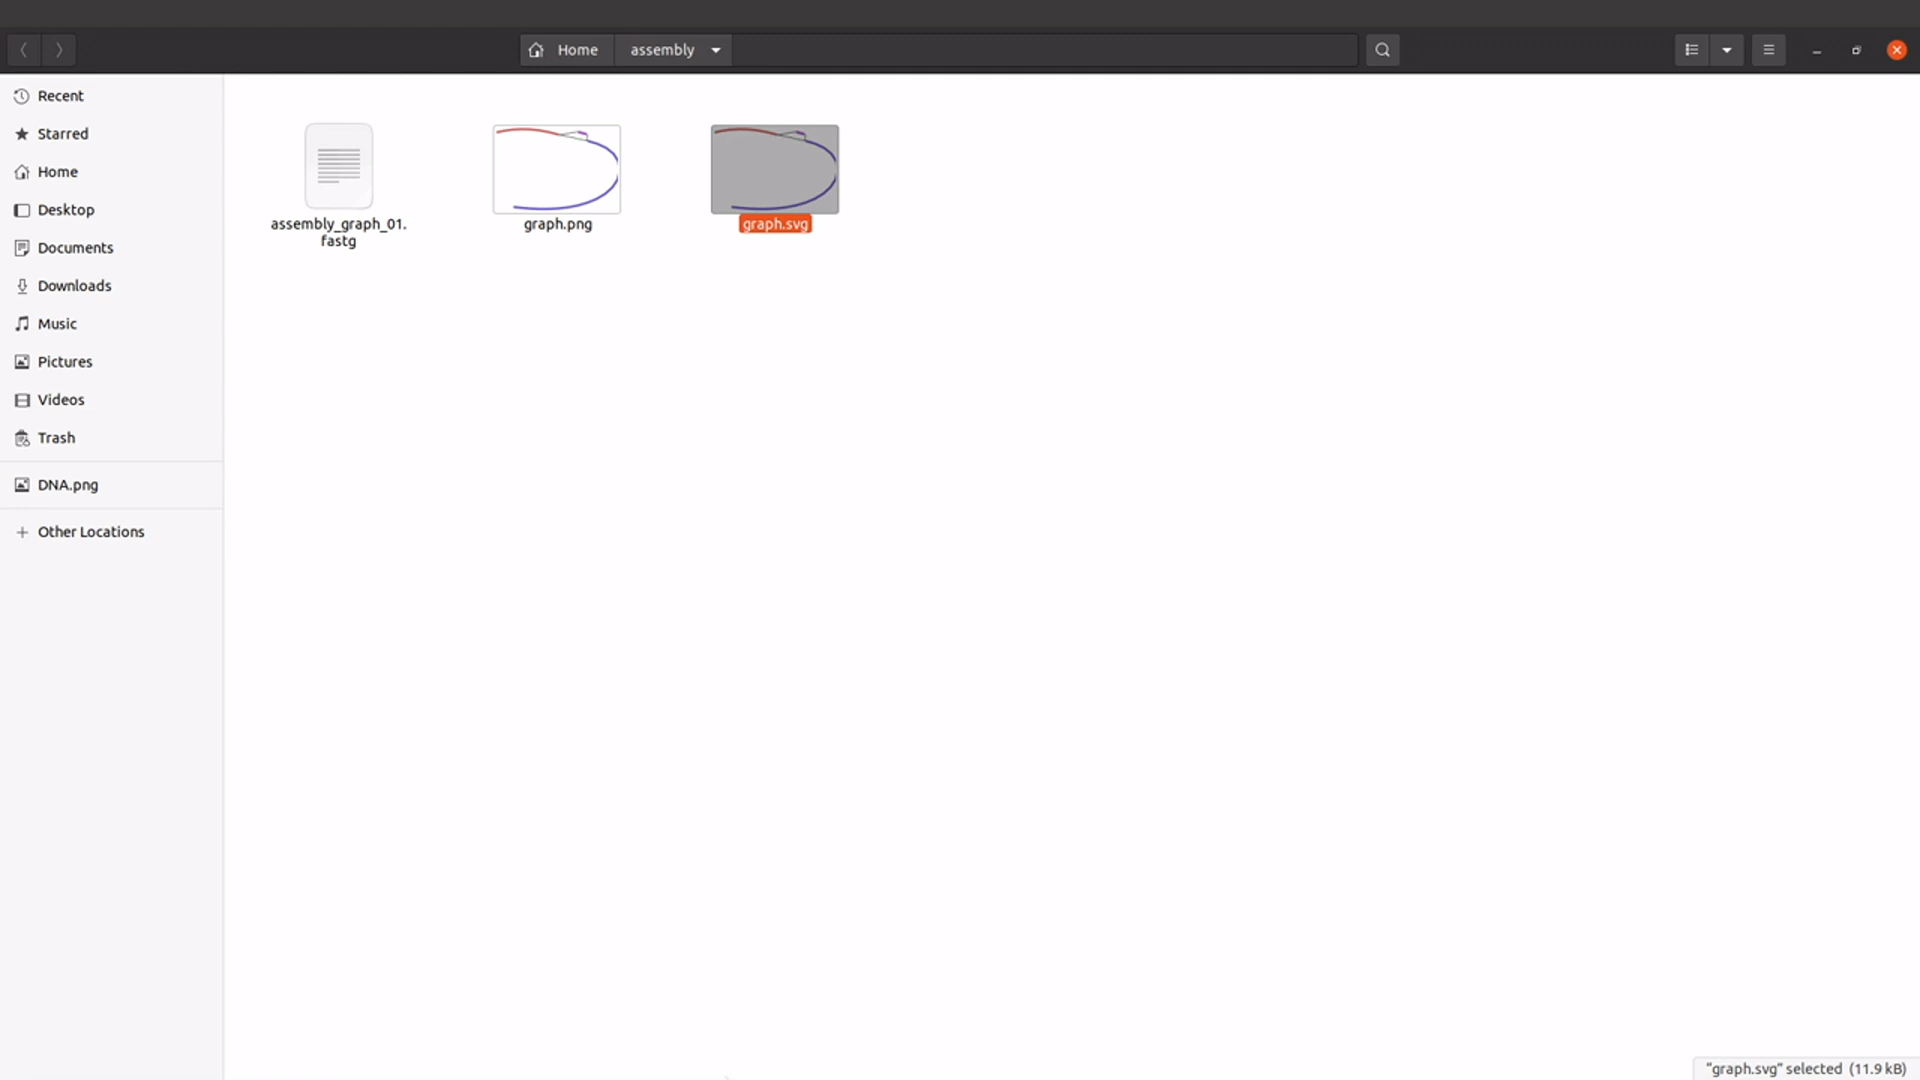 Home
assembly
Recent
Starred
Home
Desktop
Documents
Downloads
Music
Pictures
Videos
Trash
DNA.png
Other Locations
assembly_graph_01.
fastg
graph.png
graph.svg
"graph.svg" selected (11.9 kB)